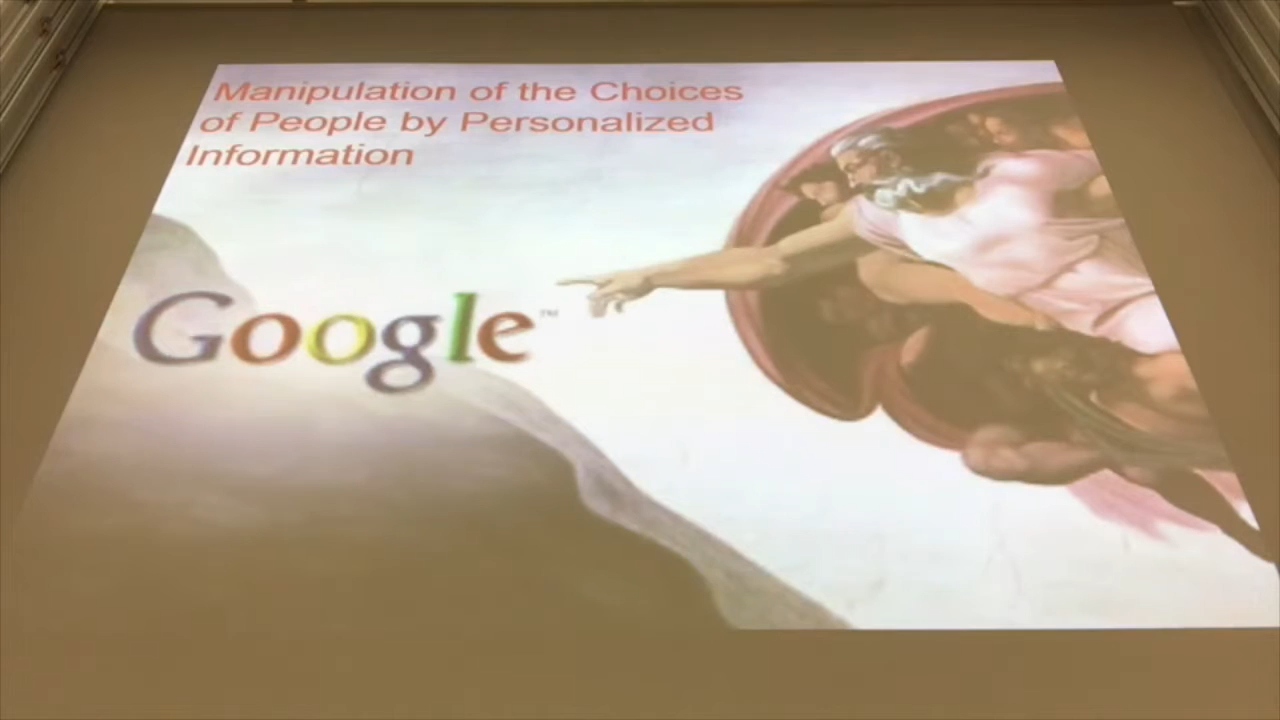 Manipulation of the Choices
of People by Personalized
Information
Google™